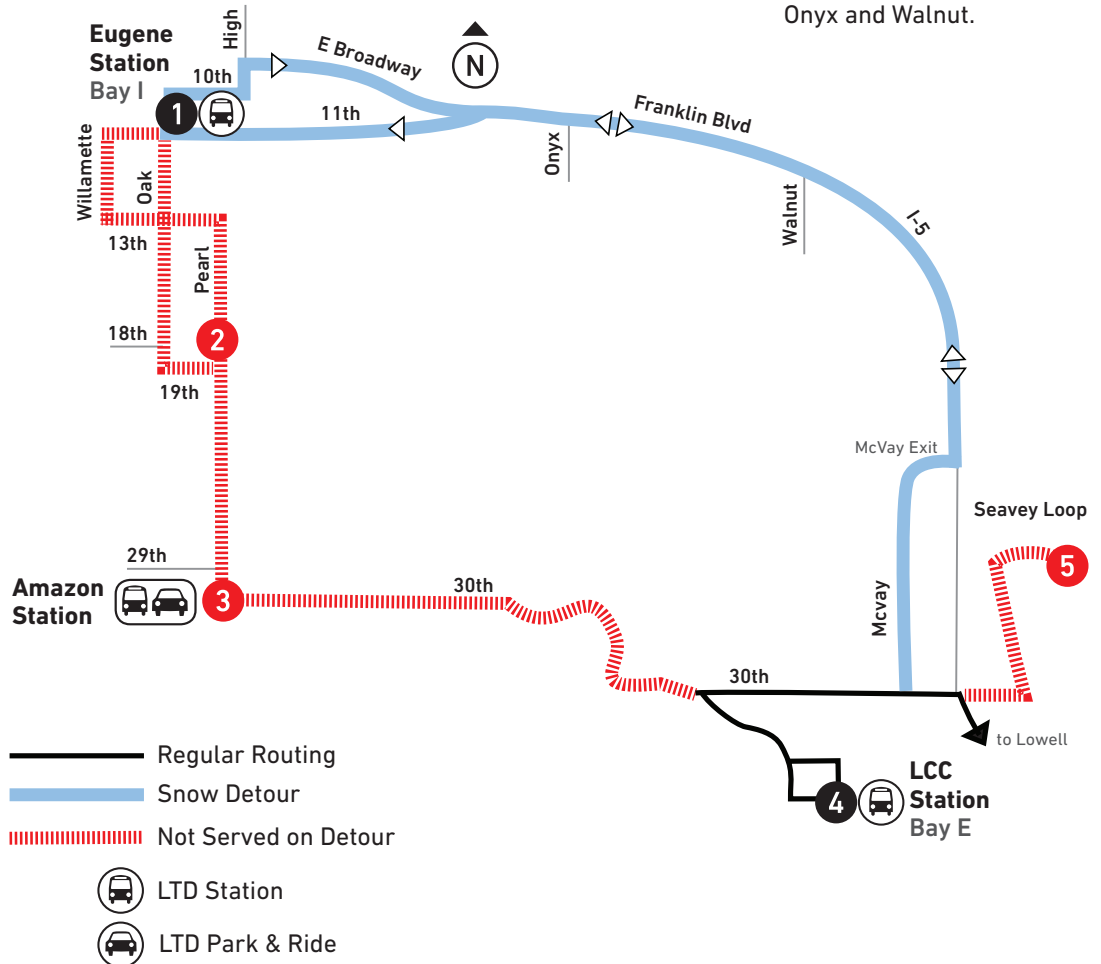 Onyx and Walnut.
High
Eugene
Station
Bay I
10th
E Broadway
N
1
11th
Franklin Blvd
Willamette
Oak
Onyx
Walnut
I-5
13th
Pearl
18th
2
19th
McVay Exit
Seavey Loop
5
29th
Amazon
Station
3
30th
Mcvay
30th
to Lowell
LCC
Station
Bay E
4
Regular Routing
Snow Detour
Not Served on Detour
LTD Station
LTD Park & Ride